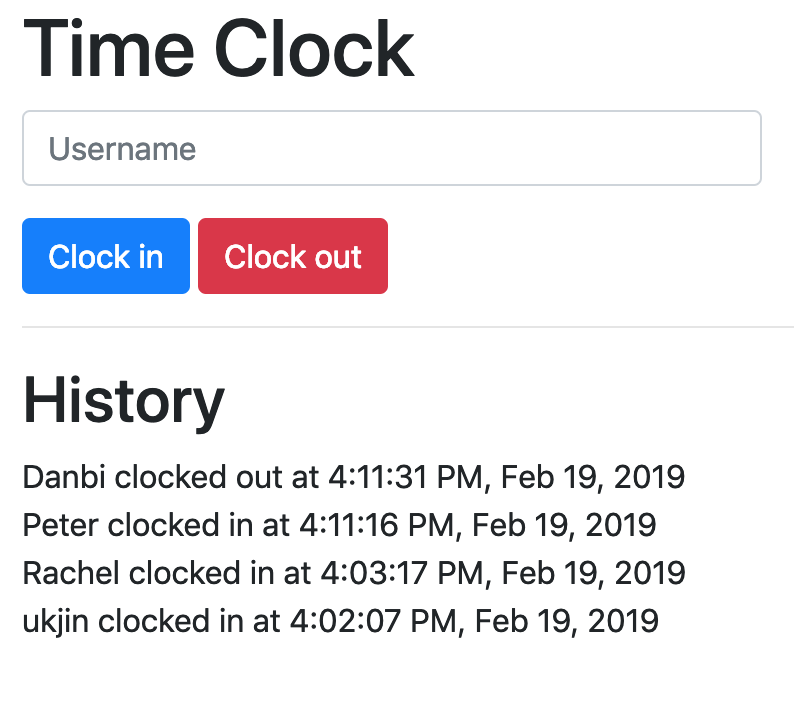 Time Clock
Username
Clock in Clock out
History
Danbi clocked out at 4:11:31 PM, Feb 19, 2019
Peter clocked in at 4:11:16 PM, Feb 19, 2019
Rachel clocked in at 4:03:17 PM, Feb 19, 2019
ukjin clocked in at 4:02:07 PM, Feb 19, 2019